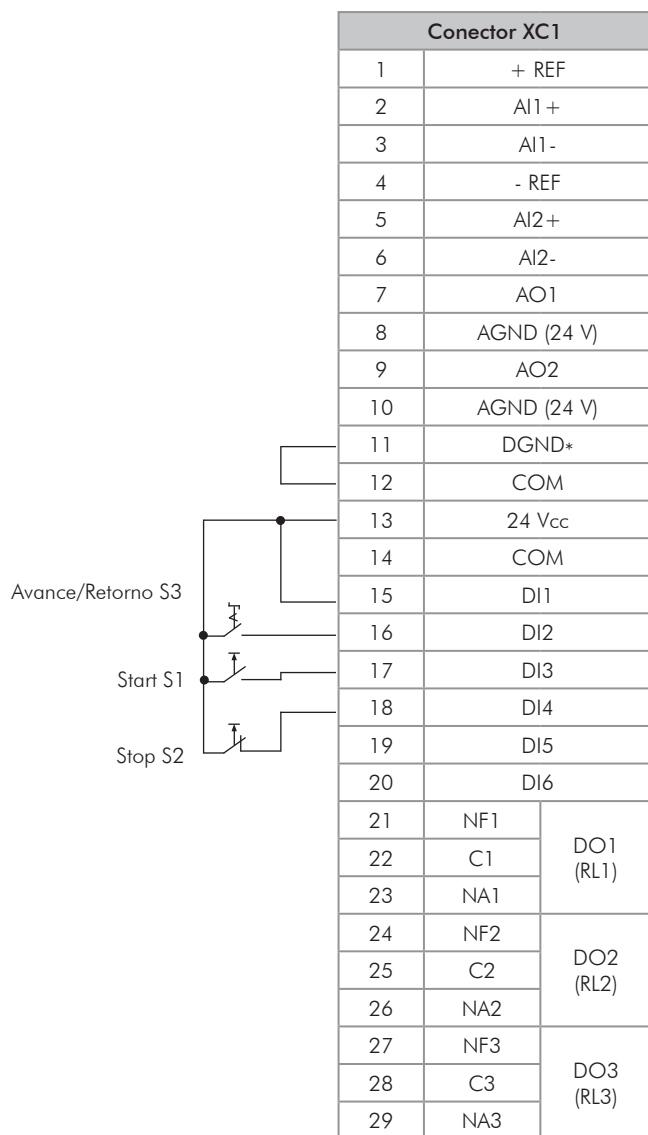 Conector XC1
1 + REF
2 AI1+
3 AI1-
4 - REF
5 AI2+
6 AI2-
7 AO1
8 AGND (24 V)
9 AO2
10 AGND (24 V)
11 DGND*
12 COM
13 24 Vcc
14 COM
Avance/Retorno S3
15 DI1
16 DI2
Start S1
17 DI3
18 DI4
Stop S2
19 DI5
20 DI6
21 NF1
22 C1
23 NA1
DO1
(RL1)
24 NF2
25 C2
26 NA2
DO2
(RL2)
27 NF3
28 C3
29 NA3
DO3
(RL3)